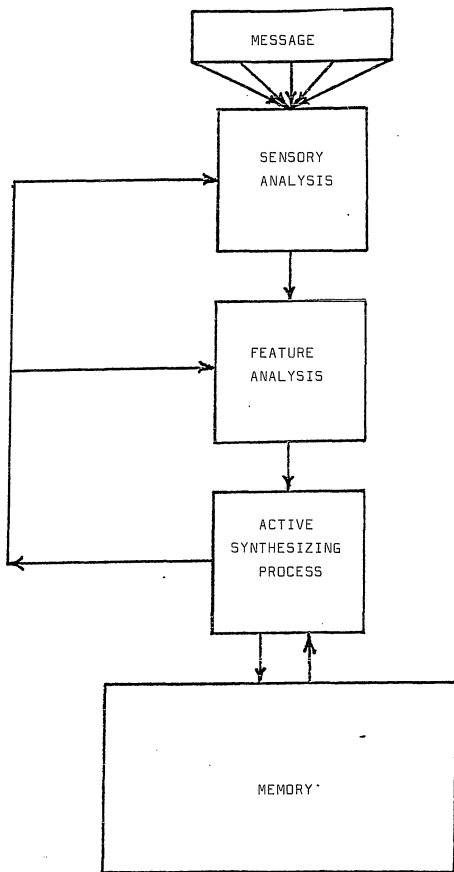 MESSAGE
SENSORY
ANALYSIS
FEATURE
ANALYSIS
ACTIVE
SYNTHESIZING
PROCESS
MEMORY